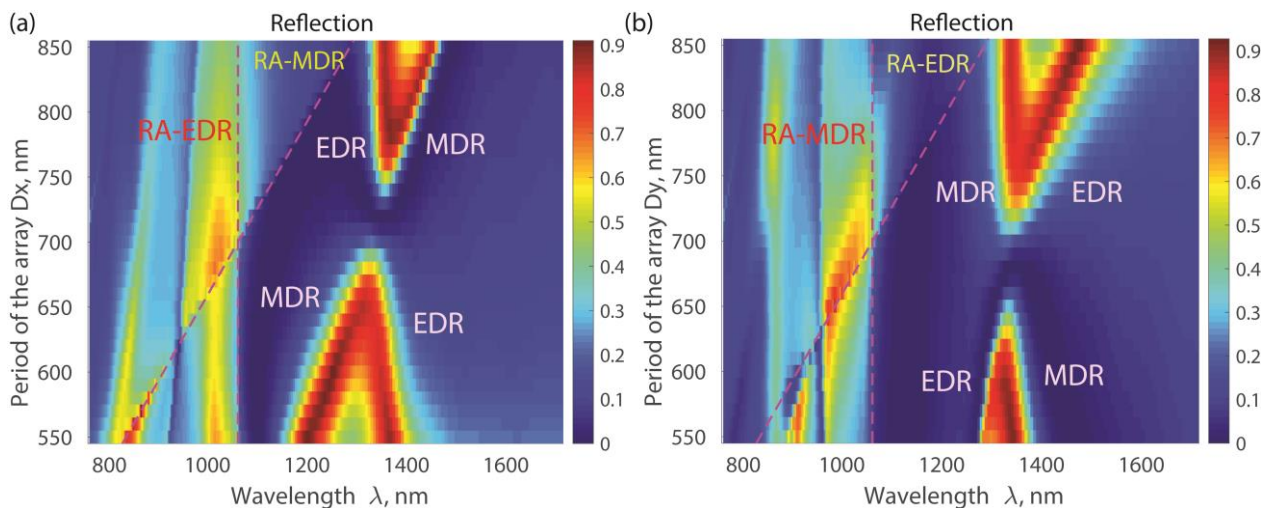 (a)
Reflection
850
800
750
700
650
600
550
Period of the array Dx, nm
RA-MDR
RA-EDR
EDR
MDR
MDR
EDR
800
1000
1200
1400
1600
Wavelength λ, nm
0.9
0.8
0.7
0.6
0.5
0.4
0.3
0.2
0.1
0
(b)
Reflection
850
800
750
700
650
600
550
Period of the array Dy, nm
RA-EDR
RA-MDR
MDR
EDR
EDR
MDR
800
1000
1200
1400
1600
Wavelength λ, nm
0.9
0.8
0.7
0.6
0.5
0.4
0.3
0.2
0.1
0